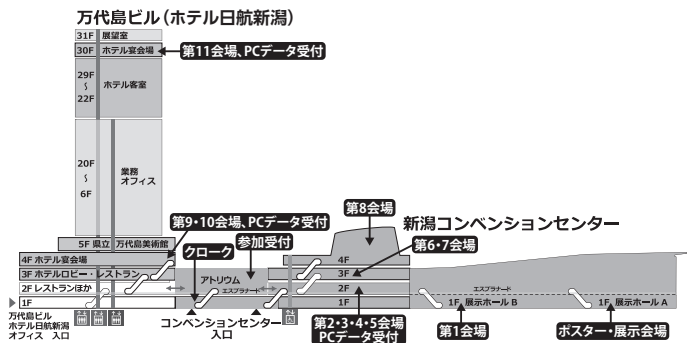 万代島ビル(ホテル日航新潟)
31F 展望室
30F ホテル宴会場
第11会場、PCデータ受付
29F
〜
22F
ホテル客室
20F
〜
6F
業務
オフィス
5F 県立 万代島美術館
第9・10会場、PCデータ受付
4F ホテル宴会場
3F ホテルロビー・レストラン
2F レストランほか
1F
万代島ビル
ホテル日航新潟
オフィス 入口
クローク
参加受付
アトリウム
エスプラナード
コンベンションセンター
入口
第8会場
新潟コンベンションセンター
第6・7会場
4F
3F
2F
1F
第2・3・4・5会場
PCデータ受付
エスプラナード
1F 展示ホール B
1F 展示ホール A
第1会場
ポスター・展示会場